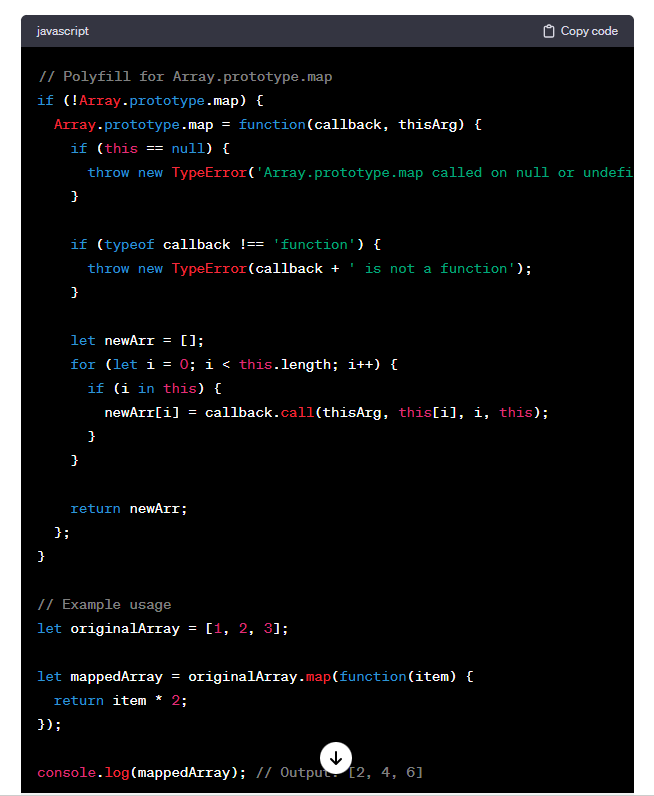 javascript
Copy code
// Polyfill for Array.prototype.map
if (!Array.prototype.map) {
  Array.prototype.map = function(callback, thisArg) {
    if (this == null) {
      throw new TypeError('Array.prototype.map called on null or undefi
    }

    if (typeof callback !== 'function') {
      throw new TypeError(callback + ' is not a function');
    }

    let newArr = [];
    for (let i = 0; i < this.length; i++) {
      if (i in this) {
        newArr[i] = callback.call(thisArg, this[i], i, this);
      }
    }

    return newArr;
  };
}

// Example usage
let originalArray = [1, 2, 3];

let mappedArray = originalArray.map(function(item) {
  return item * 2;
});

console.log(mappedArray); // Output: [2, 4, 6]